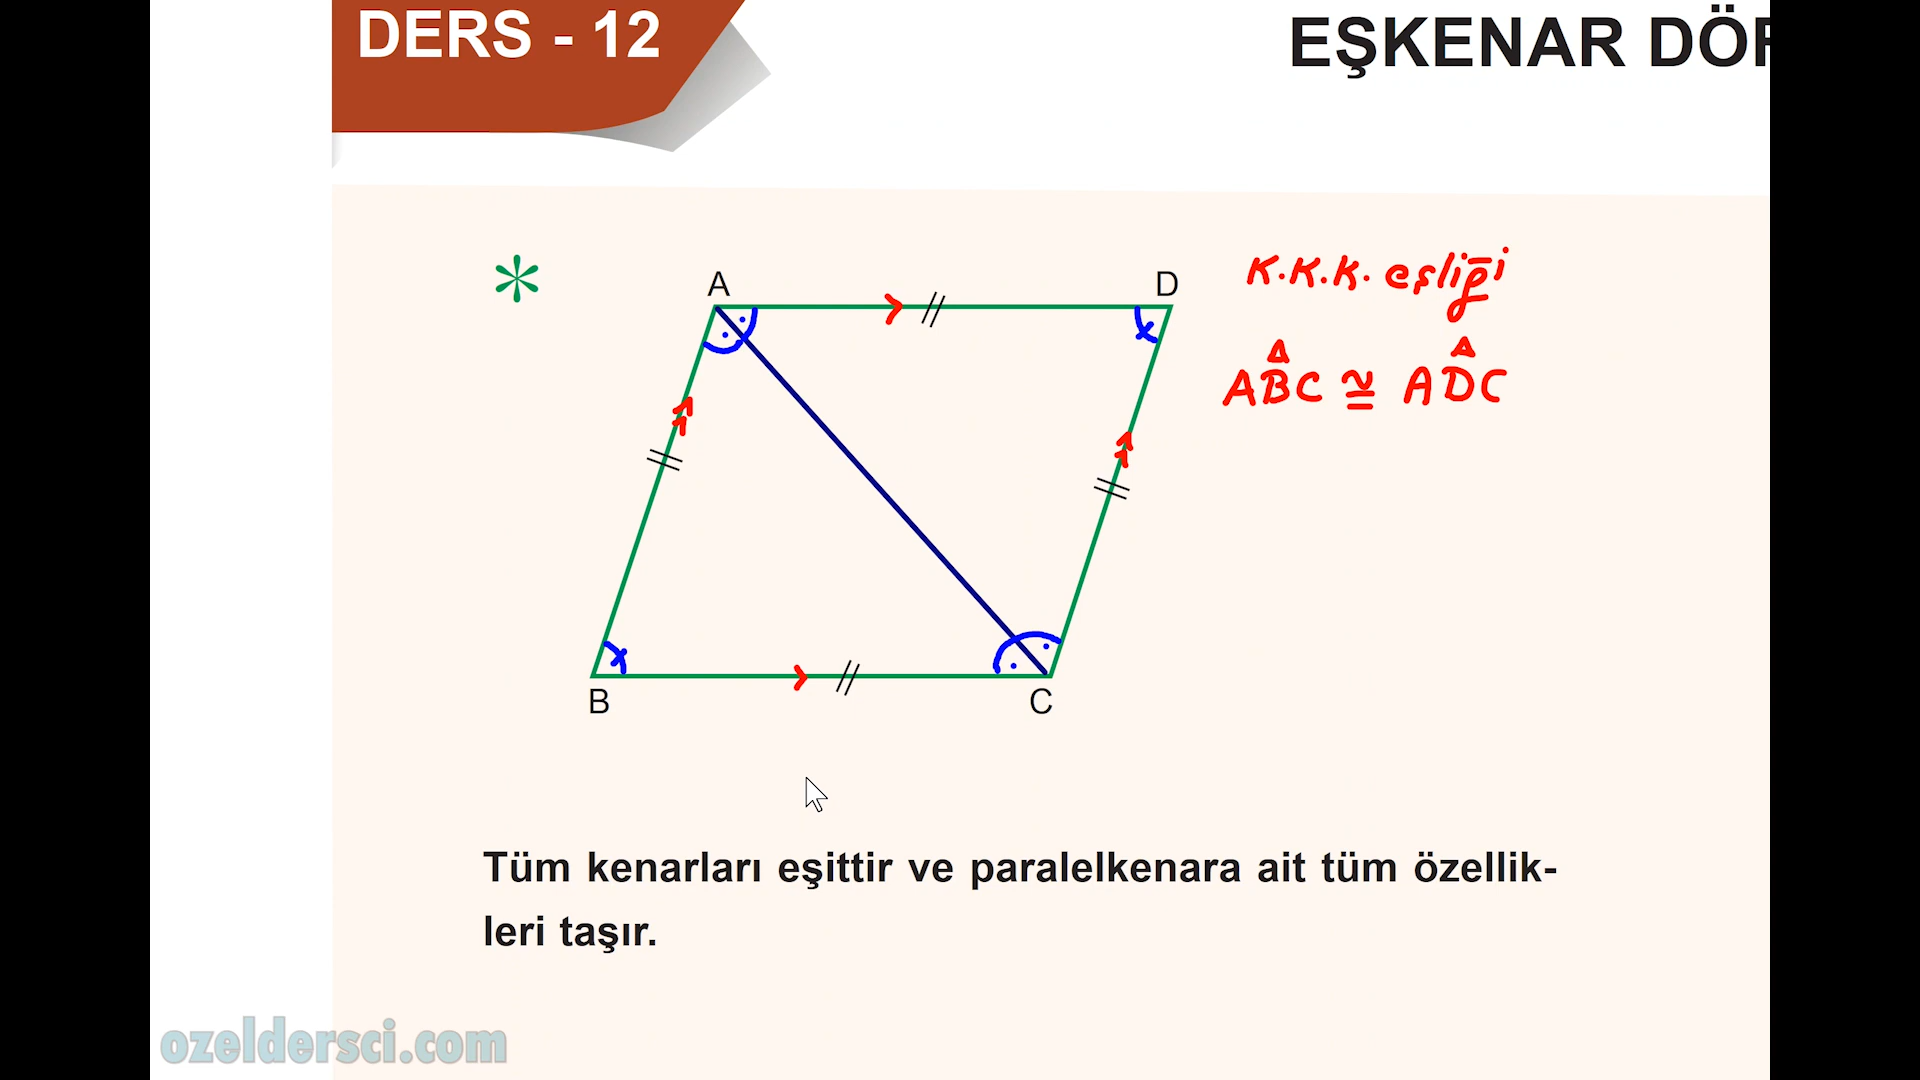 DERS - 12
EŞKENAR DÖ
A
D
K.K.K. eşliği
ABC ≅ ADC
B
C
Tüm kenarları eşittir ve paralelkenara ait tüm özellik-
leri taşır.
ozeldersci.com